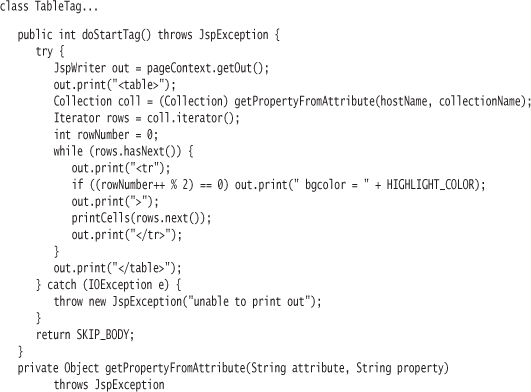 class TableTag...
   public int doStartTag() throws JspException {
      try {
         JspWriter out = pageContext.getOut();
         out.print("<table>");
         Collection coll = (Collection) getPropertyFromAttribute(hostName, collectionName);
         Iterator rows = coll.iterator();
         int rowNumber = 0;
         while (rows.hasNext()) {
            out.print("<tr");
            if ((rowNumber++ % 2) == 0) out.print(" bgcolor = " + HIGHLIGHT_COLOR);
            out.print(">");
            printCells(rows.next());
            out.print("</tr>");
         }
         out.print("</table>");
      } catch (IOException e) {
         throw new JspException("unable to print out");
      }
      return SKIP_BODY;
   }
   private Object getPropertyFromAttribute(String attribute, String property)
         throws JspException